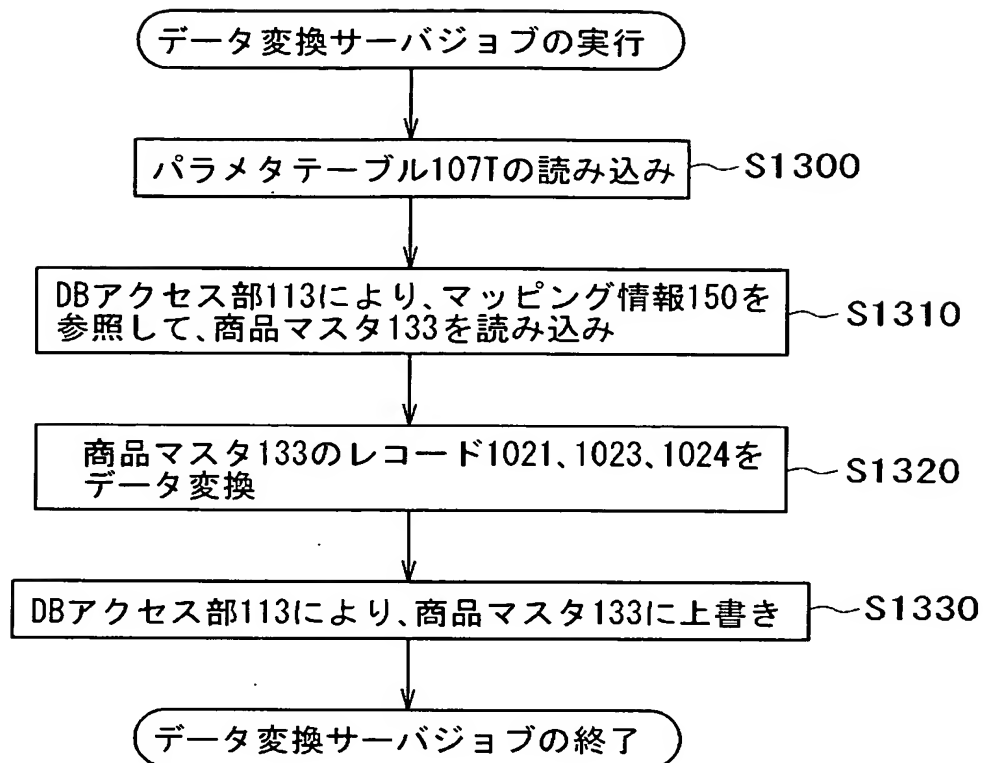 データ変換サーバジョブの実行
パラメタテーブル107Tの読み込み
S1300
DBアクセス部113により、マッピング情報150を
参照して、商品マスタ133を読み込み
S1310
商品マスタ133のレコード1021、1023、1024を
データ変換
S1320
DBアクセス部113により、商品マスタ133に上書き
S1330
データ変換サーバジョブの終了